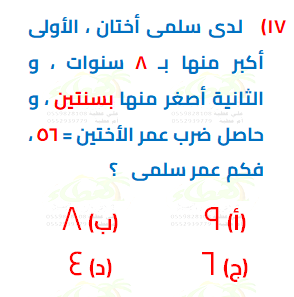 ١٧) لدى سلمى أختان ، الأولى
أكبر منها بـ ٨ سنوات ، و
الثانية أصغر منها بسنتين ، و
حاصل ضرب عمر الأختين = ٥٦ ،
فكم عمر سلمى ؟
(أ) ٩
(ب) ٨
(ج) ٦
(د) ٤